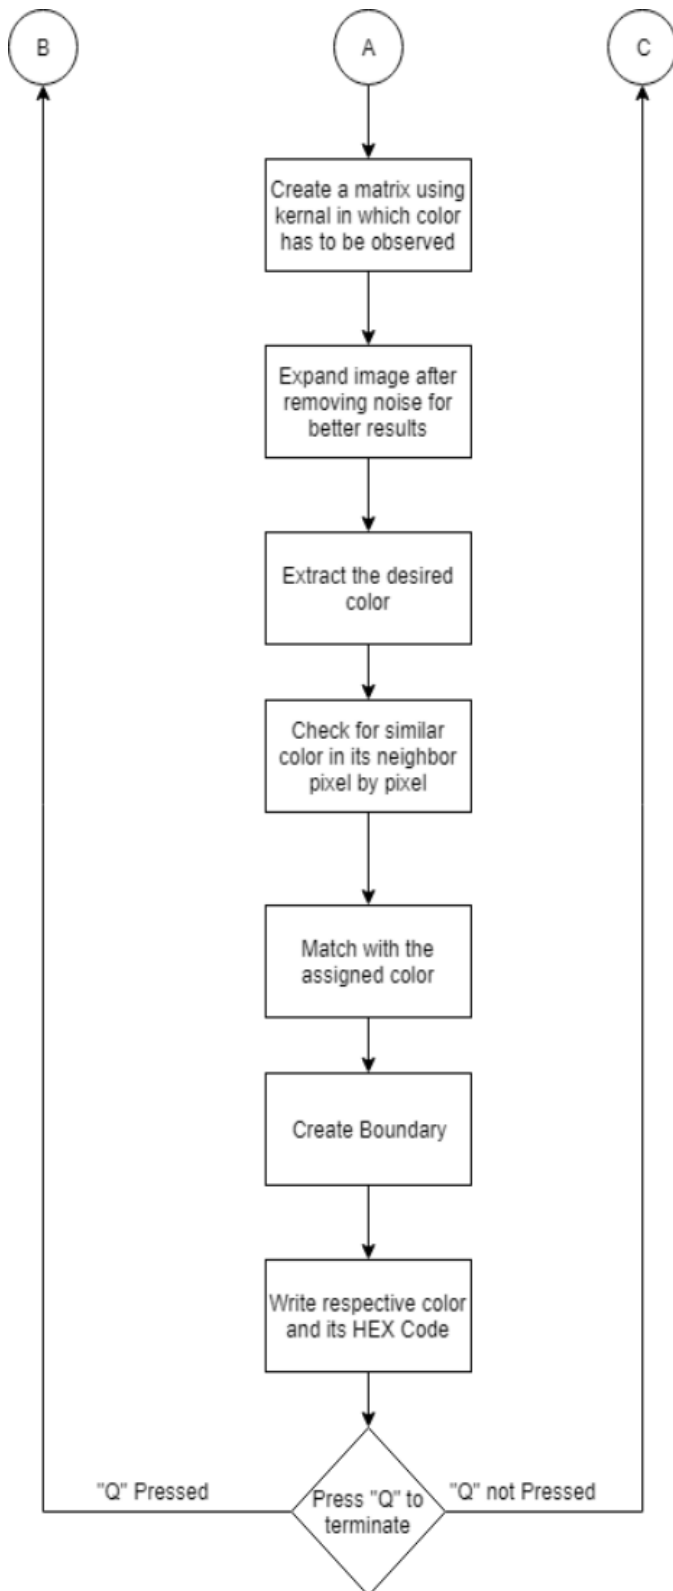 B
A
C
Create a matrix using
kernal in which color
has to be observed
Expand image after
removing noise for
better results
Extract the desired
color
Check for similar
color in its neighbor
pixel by pixel
Match with the
assigned color
Create Boundary
Write respective color
and its HEX Code
"Q" Pressed
Press "Q" to
terminate
"Q" not Pressed